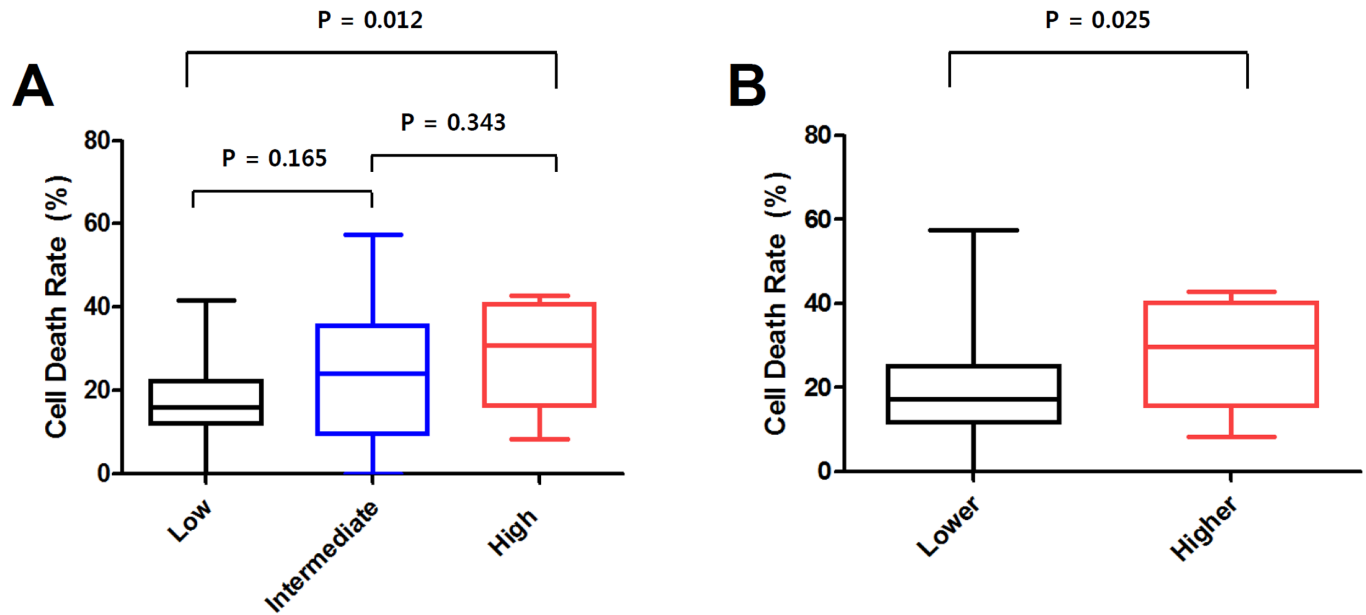 A
P = 0.012
P = 0.343
P = 0.165
Cell Death Rate (%)
80
60
40
20
0
Low
Intermediate
High
B
P = 0.025
Cell Death Rate (%)
80
60
40
20
0
Lower
Higher